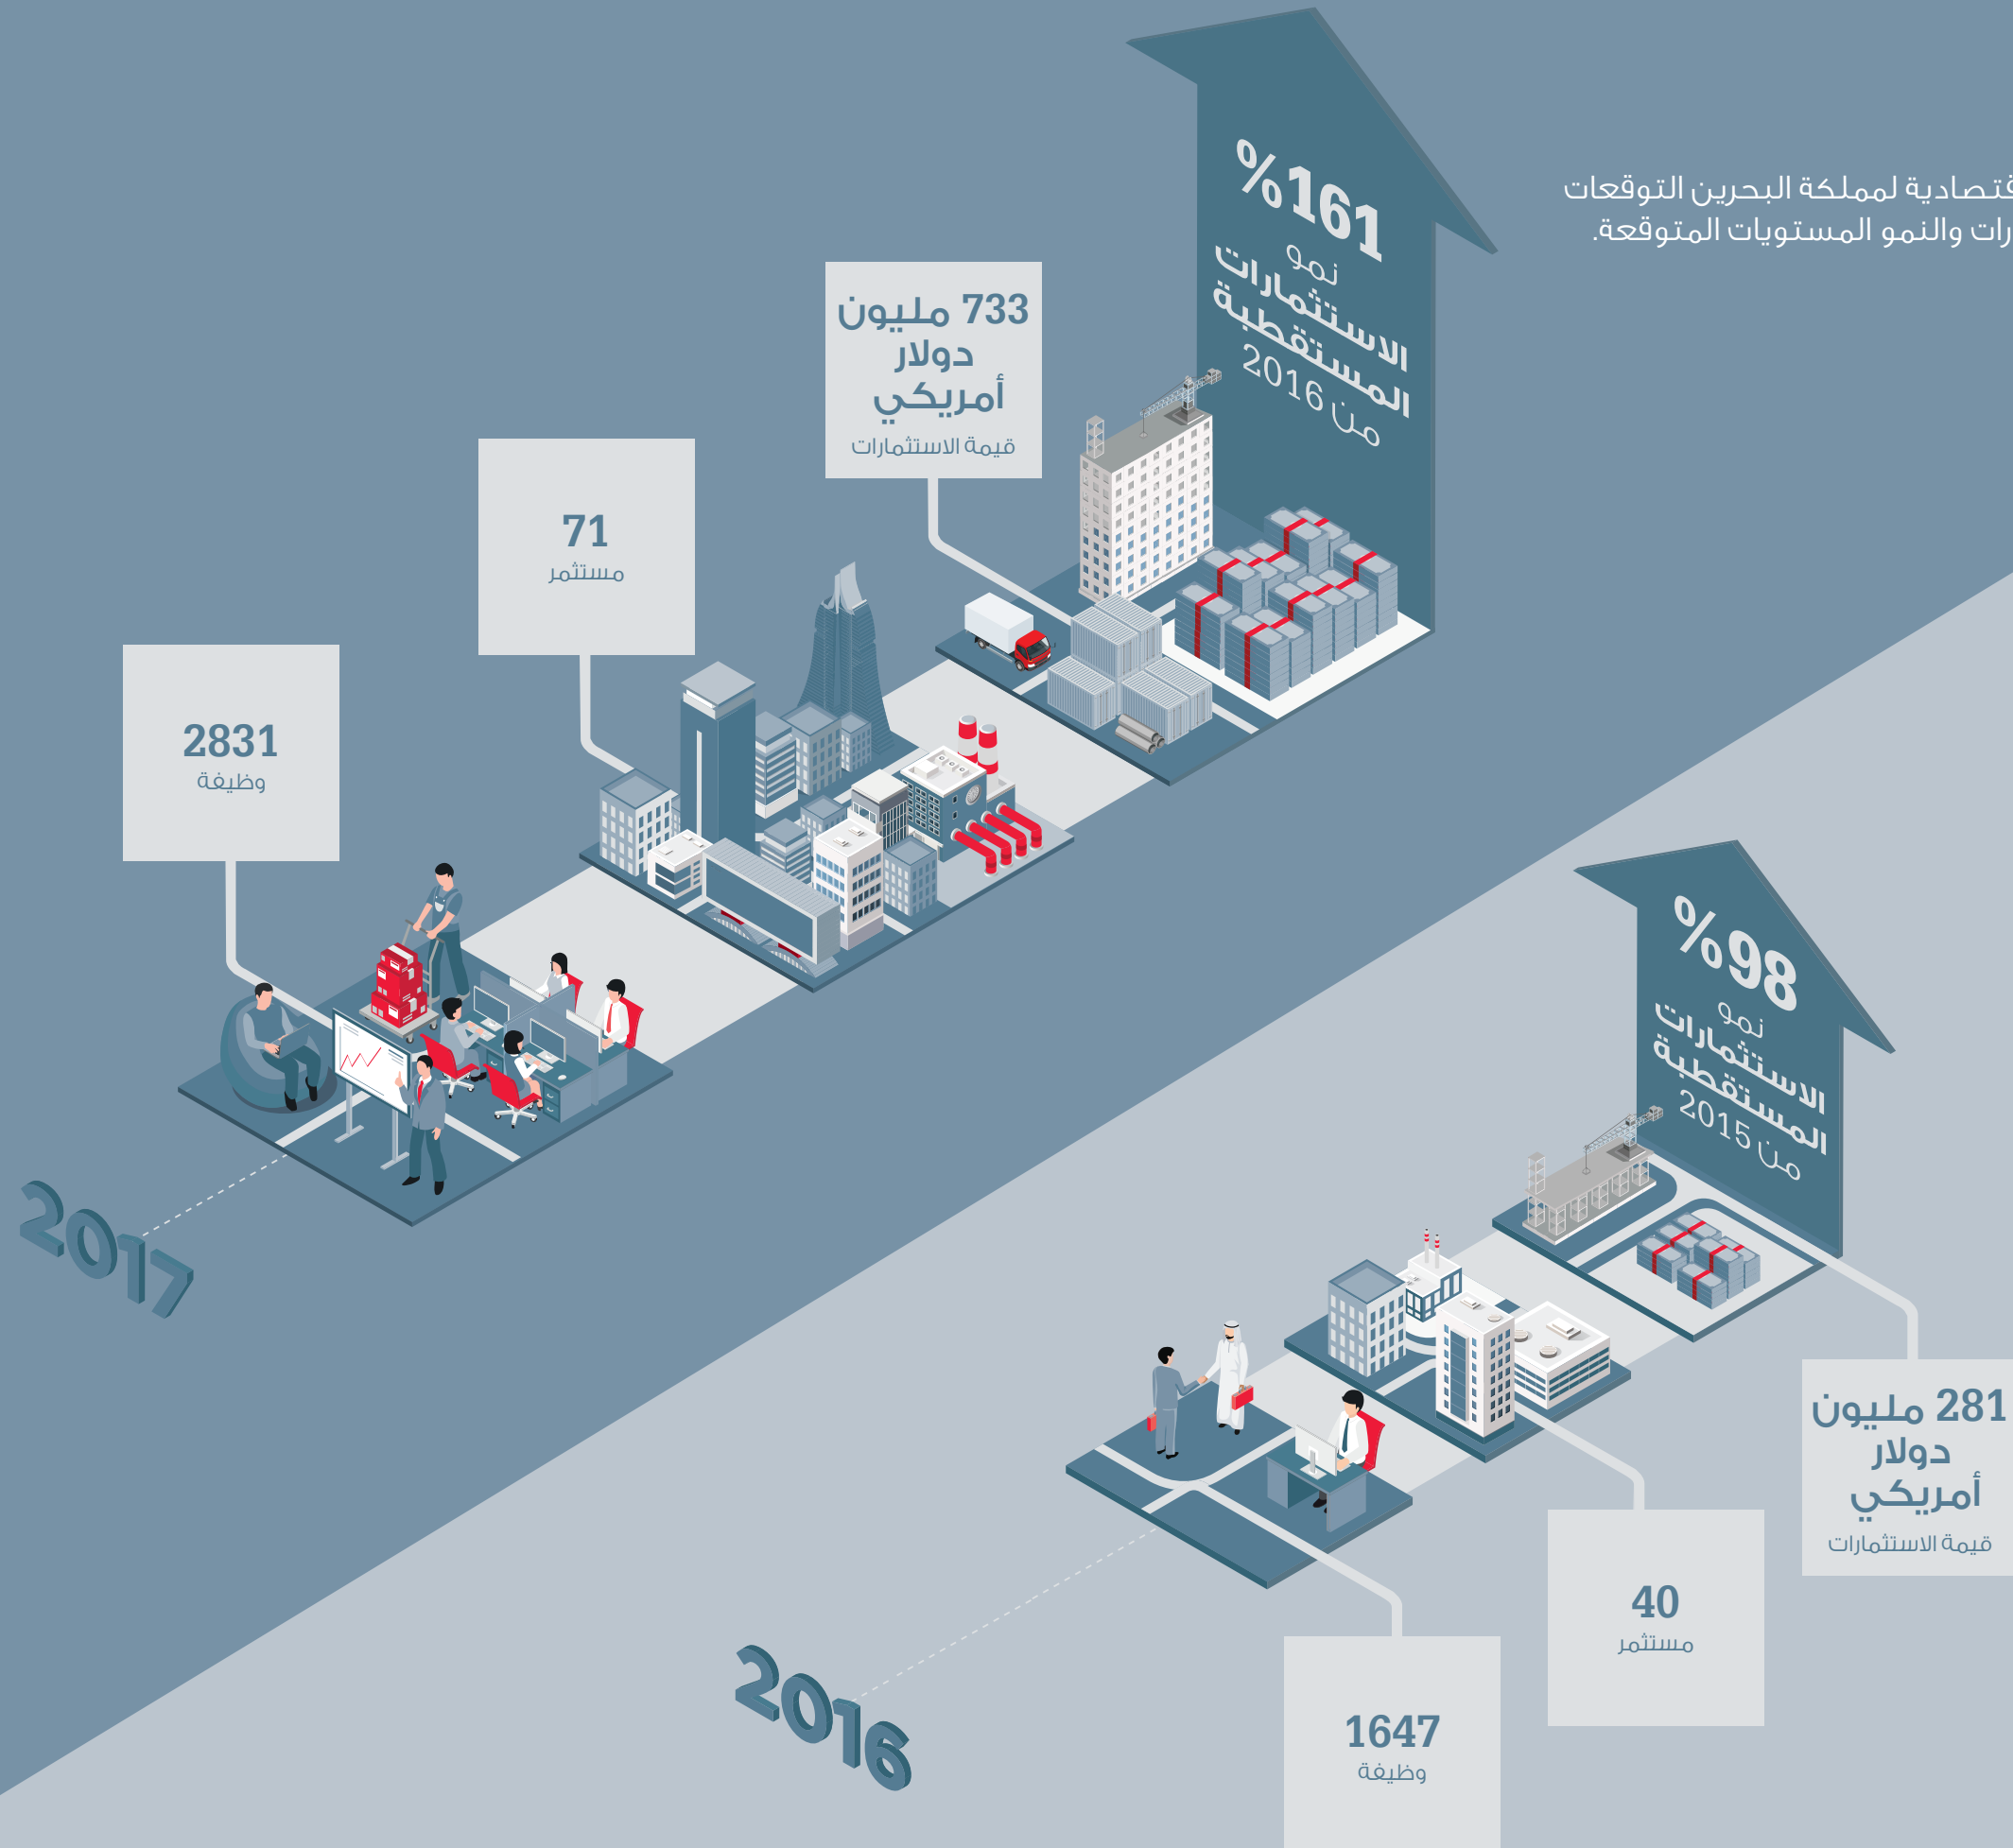 قتصادية لمملكة البحرين التوقعات
رات والنمو المستويات المتوقعة.
%161
نمو
الاستثمارات
المستقطبة
من 2016
733 مليون
دولار
أمريكي
قيمة الاستثمارات
71
مستثمر
2831
وظيفة
2017
%98
نمو
الاستثمارات
المستقطبة
من 2015
281 مليون
دولار
أمريكي
قيمة الاستثمارات
40
مستثمر
1647
وظيفة
2016